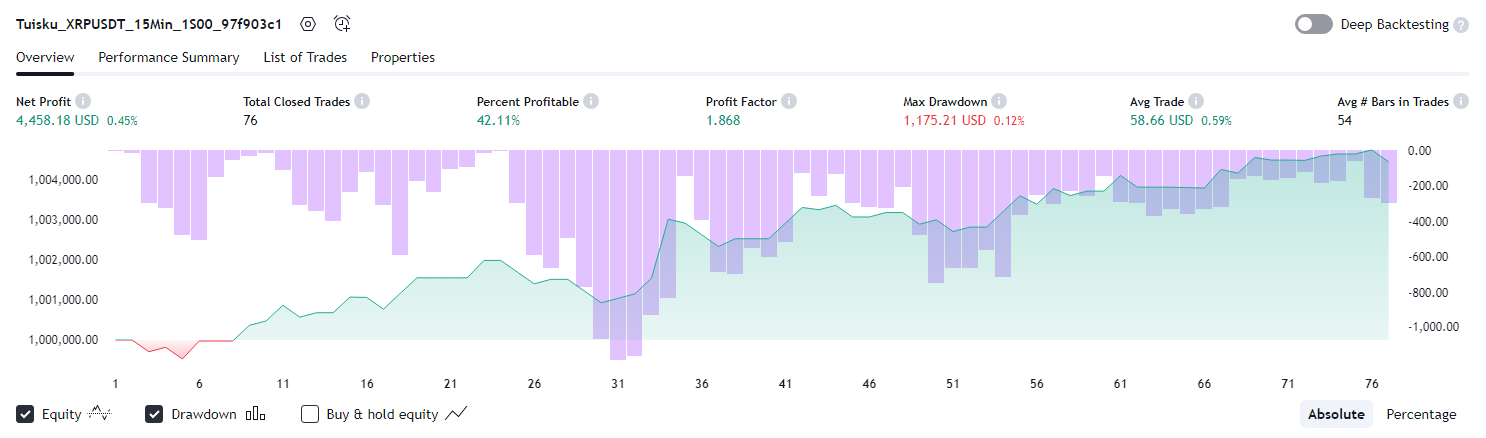 Tuisku_XRPUSDT_15Min_1S00_97f903c1 Deep Backtesting ?
Overview Performance Summary List of Trades Properties
Net Profit i Total Closed Trades i Percent Profitable i Profit Factor i Max Drawdown i Avg Trade i Avg # Bars in Trades i
4,458.18 USD 0.45% 76 42.11% 1.868 1,175.21 USD 0.12% 58.66 USD 0.59% 54
0.00
1,004,000.00
-200.00
1,003,000.00 -400.00
1,002,000.00 -600.00
1,001,000.00 -800.00
-1,000.00
1,000,000.00
1 6 11 16 21 26 31 36 41 46 51 56 61 66 71 76
Equity Drawdown Buy & hold equity Absolute Percentage